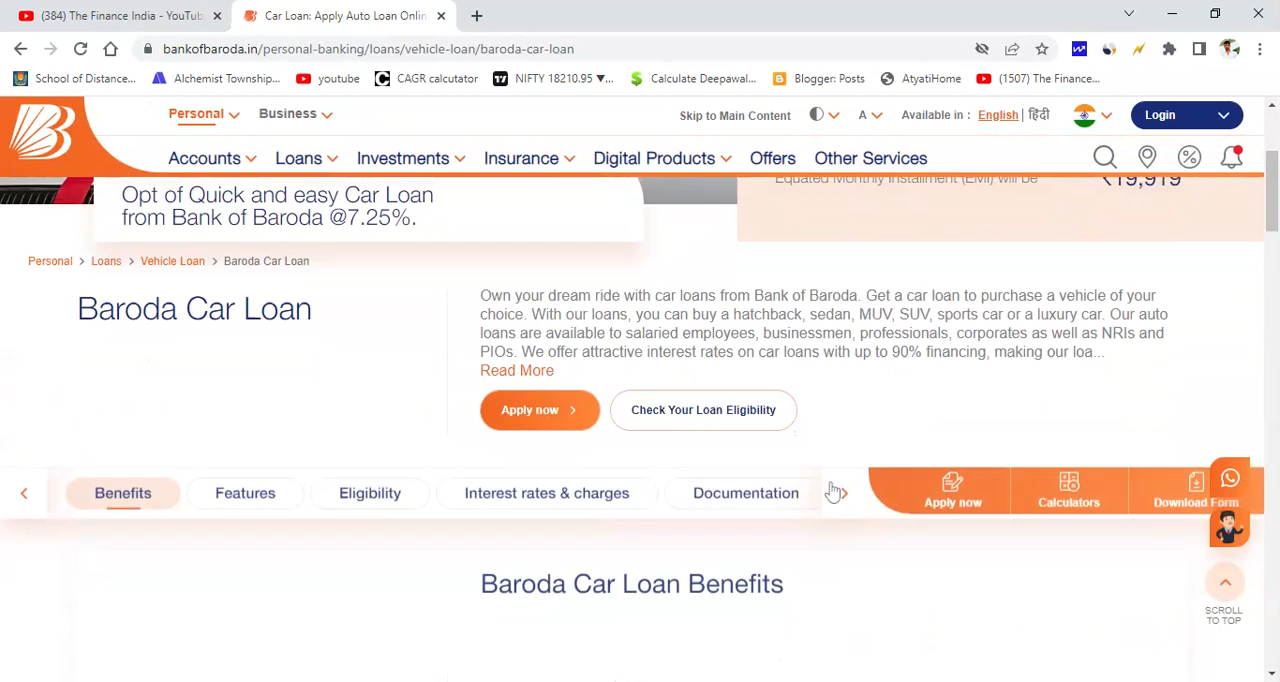 (384) The Finance India - YouTub
Car Loan: Apply Auto Loan Onlin
bankofbaroda.in/personal-banking/loans/vehicle-loan/baroda-car-loan
School of Distance...
Alchemist Township...
youtube
CAGR calcutator
NIFTY 18210.95 ▼...
Calculate Deepawal...
Blogger: Posts
AtyatiHome
(1507) The Finance...
Personal
Business
Skip to Main Content
A
Available in : English | हिंदी
Login
Accounts
Loans
Investments
Insurance
Digital Products
Offers
Other Services
Opt of Quick and easy Car Loan
from Bank of Baroda @7.25%.
Equated Monthly Installment (EMI) will be
₹19,919
Personal > Loans > Vehicle Loan > Baroda Car Loan
Baroda Car Loan
Own your dream ride with car loans from Bank of Baroda. Get a car loan to purchase a vehicle of your
choice. With our loans, you can buy a hatchback, sedan, MUV, SUV, sports car or a luxury car. Our auto
loans are available to salaried employees, businessmen, professionals, corporates as well as NRIs and
PIOs. We offer attractive interest rates on car loans with up to 90% financing, making our loa...
Read More
Apply now
Check Your Loan Eligibility
Benefits
Features
Eligibility
Interest rates & charges
Documentation
Apply now
Calculators
Download Form
Baroda Car Loan Benefits
SCROLL
TO TOP